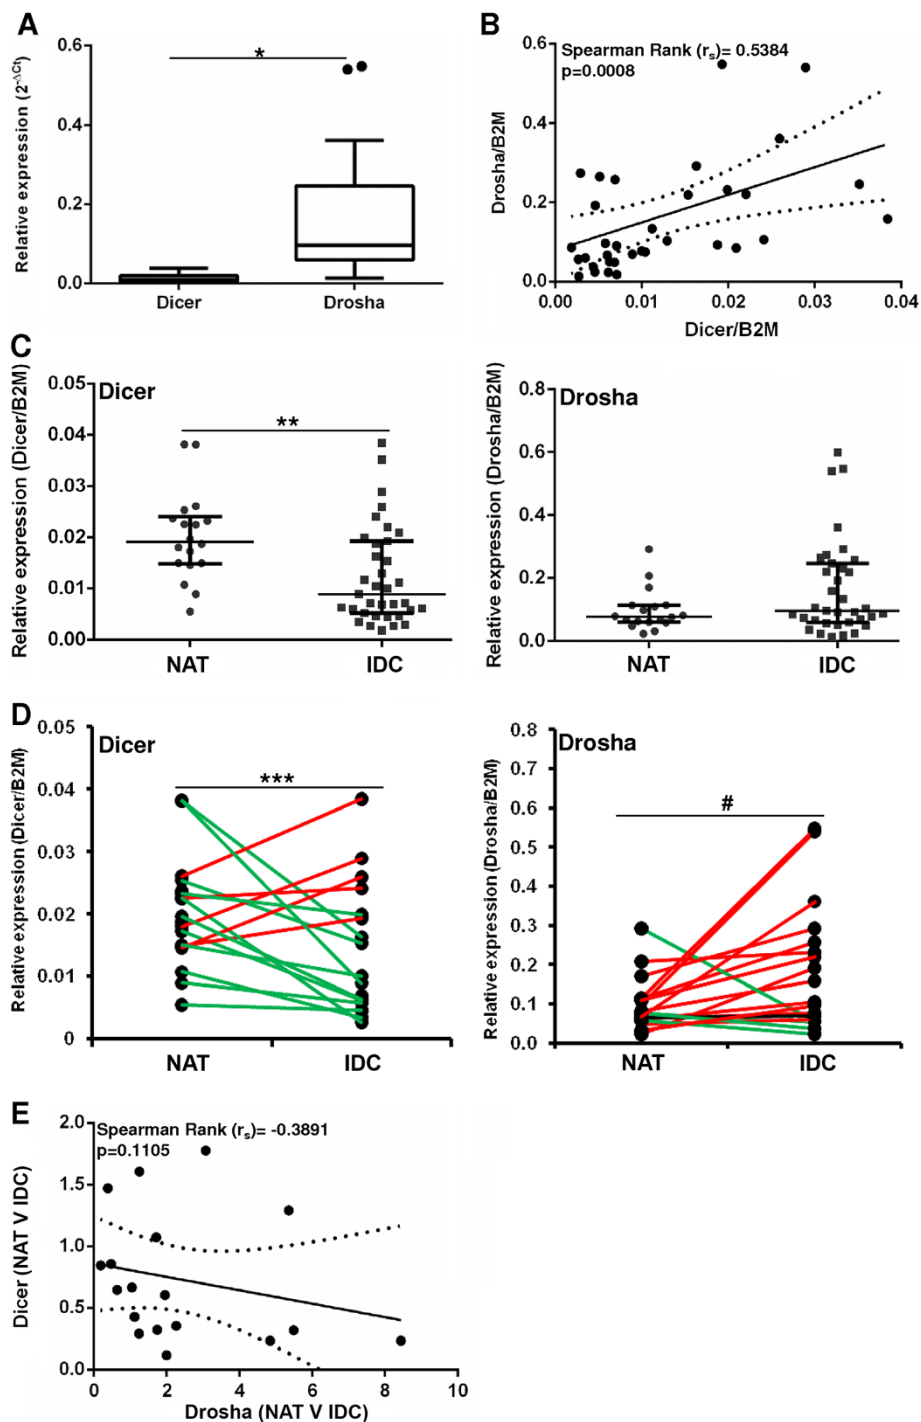 A
Relative expression (2-ΔCt)
0.6
0.4
0.2
0.0
*
Dicer
Drosha
B
Spearman Rank (rs)= 0.5384
p=0.0008
Drosha/B2M
0.6
0.4
0.2
0.0
0.00
0.01
0.02
0.03
0.04
Dicer/B2M
C
Relative expression (Dicer/B2M)
Dicer
0.05
0.04
0.03
0.02
0.01
0.00
**
NAT
IDC
Relative expression (Drosha/B2M)
Drosha
0.8
0.6
0.4
0.2
0.0
NAT
IDC
D
Relative expression (Dicer/B2M)
Dicer
0.05
0.04
0.03
0.02
0.01
0
***
NAT
IDC
Relative expression (Drosha/B2M)
Drosha
0.8
0.7
0.6
0.5
0.4
0.3
0.2
0.1
0.0
#
NAT
IDC
E
Spearman Rank (rs)= -0.3891
p=0.1105
Dicer (NAT V IDC)
2.0
1.5
1.0
0.5
0.0
0
2
4
6
8
10
Drosha (NAT V IDC)